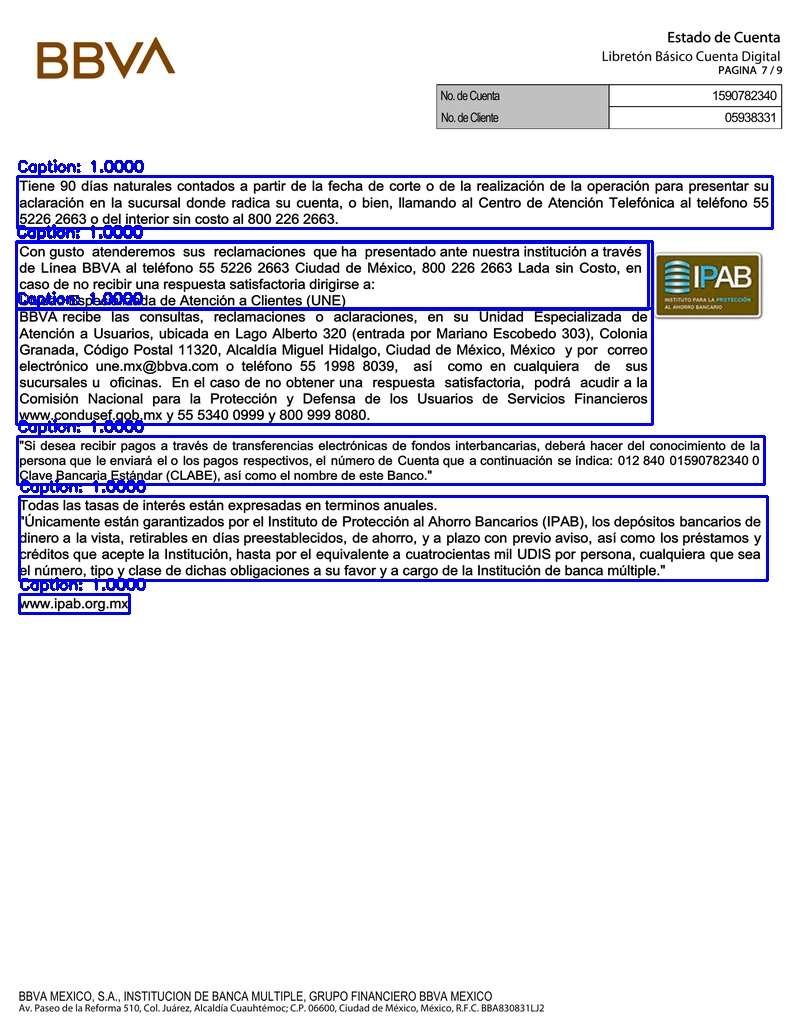 BBVA
Estado de Cuenta
Libretón Básico Cuenta Digital
PAGINA 7 / 9
No. de Cuenta 1590782340
No. de Cliente 05938331
Caption: 1.0000
Tiene 90 días naturales contados a partir de la fecha de corte o de la realización de la operación para presentar su
aclaración en la sucursal donde radica su cuenta, o bien, llamando al Centro de Atención Telefónica al teléfono 55
5226 2663 o del interior sin costo al 800 226 2663.
Caption: 1.0000
Con gusto atenderemos sus reclamaciones que ha presentado ante nuestra institución a través
de Línea BBVA al teléfono 55 5226 2663 Ciudad de México, 800 226 2663 Lada sin Costo, en
caso de no recibir una respuesta satisfactoria dirigirse a:
Unidad Especializada de Atención a Clientes (UNE)
IPAB
INSTITUTO PARA LA PROTECCIÓN
AL AHORRO BANCARIO
Caption: 1.0000
BBVA recibe las consultas, reclamaciones o aclaraciones, en su Unidad Especializada de
Atención a Usuarios, ubicada en Lago Alberto 320 (entrada por Mariano Escobedo 303), Colonia
Granada, Código Postal 11320, Alcaldía Miguel Hidalgo, Ciudad de México, México y por correo
electrónico une.mx@bbva.com o teléfono 55 1998 8039, así como en cualquiera de sus
sucursales u oficinas. En el caso de no obtener una respuesta satisfactoria, podrá acudir a la
Comisión Nacional para la Protección y Defensa de los Usuarios de Servicios Financieros
www.condusef.gob.mx y 55 5340 0999 y 800 999 8080.
Caption: 1.0000
"Si desea recibir pagos a través de transferencias electrónicas de fondos interbancarias, deberá hacer del conocimiento de la
persona que le enviará el o los pagos respectivos, el número de Cuenta que a continuación se índica: 012 840 01590782340 0
Clave Bancaria Estándar (CLABE), así como el nombre de este Banco."
Caption: 1.0000
Todas las tasas de interés están expresadas en terminos anuales.
"Únicamente están garantizados por el Instituto de Protección al Ahorro Bancarios (IPAB), los depósitos bancarios de
dinero a la vista, retirables en días preestablecidos, de ahorro, y a plazo con previo aviso, así como los préstamos y
créditos que acepte la Institución, hasta por el equivalente a cuatrocientas mil UDIS por persona, cualquiera que sea
el número, tipo y clase de dichas obligaciones a su favor y a cargo de la Institución de banca múltiple."
Caption: 1.0000
www.ipab.org.mx
BBVA MEXICO, S.A., INSTITUCION DE BANCA MULTIPLE, GRUPO FINANCIERO BBVA MEXICO
Av. Paseo de la Reforma 510, Col. Juárez, Alcaldía Cuauhtémoc; C.P. 06600, Ciudad de México, México, R.F.C. BBA830831LJ2